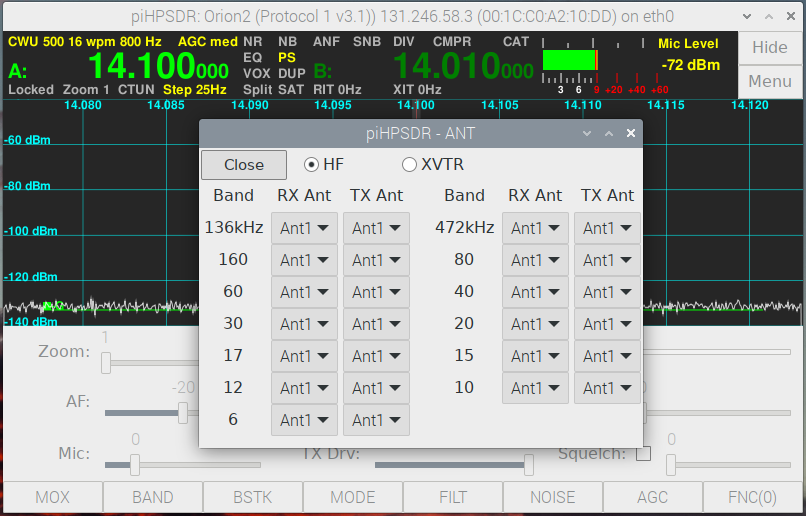 piHPSDR: Orion2 (Protocol 1 v3.1)) 131.246.58.3 (00:1C:C0:A2:10:DD) on eth0
CWU 500 16 wpm 800 Hz AGC med NR NB ANF SNB DIV CMPR CAT
EQ PS
A: 14.100000 VOX DUP B: 14.010000
Locked Zoom 1 CTUN Step 25Hz Split SAT RIT 0Hz XIT 0Hz
3 6 9 +20 +40 +60
Mic Level
-72 dBm
Hide
Menu
14.080 14.085 14.090 14.095 14.100 14.105 14.110 14.115 14.120
-60 dBm
-80 dBm
-100 dBm
-120 dBm
-140 dBm
piHPSDR - ANT
Close HF XVTR
Band RX Ant TX Ant Band RX Ant TX Ant
136kHz Ant1 Ant1 472kHz Ant1 Ant1
160 Ant1 Ant1 80 Ant1 Ant1
60 Ant1 Ant1 40 Ant1 Ant1
30 Ant1 Ant1 20 Ant1 Ant1
17 Ant1 Ant1 15 Ant1 Ant1
12 Ant1 Ant1 10 Ant1 Ant1
6 Ant1 Ant1
Zoom: 1
AF: -20
Mic: 0 TX Drv: Squelch: 0
MOX BAND BSTK MODE FILT NOISE AGC FNC(0)